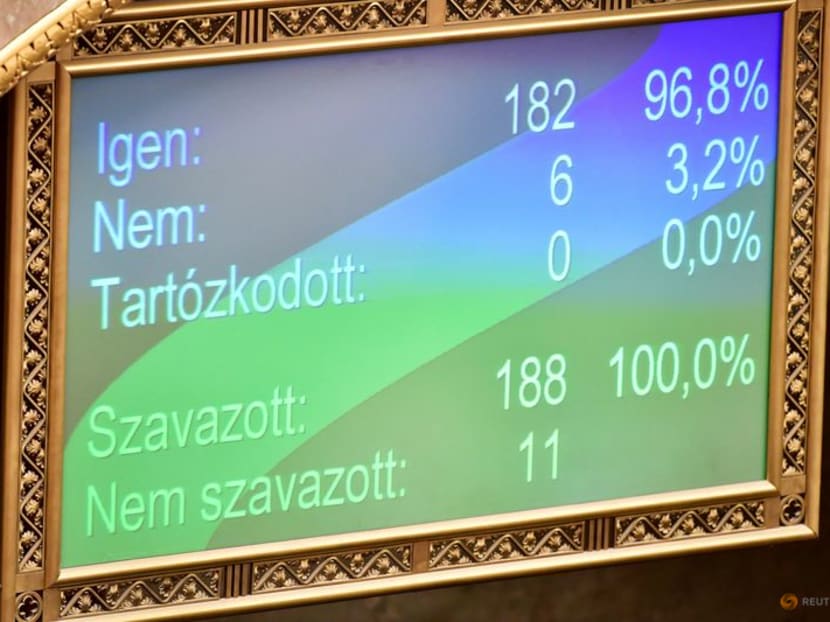 Igen: 182 96,8%
Nem: 6 3,2%
Tartózkodott: 0 0,0%
Szavazott: 188 100,0%
Nem szavazott: 11
REUT